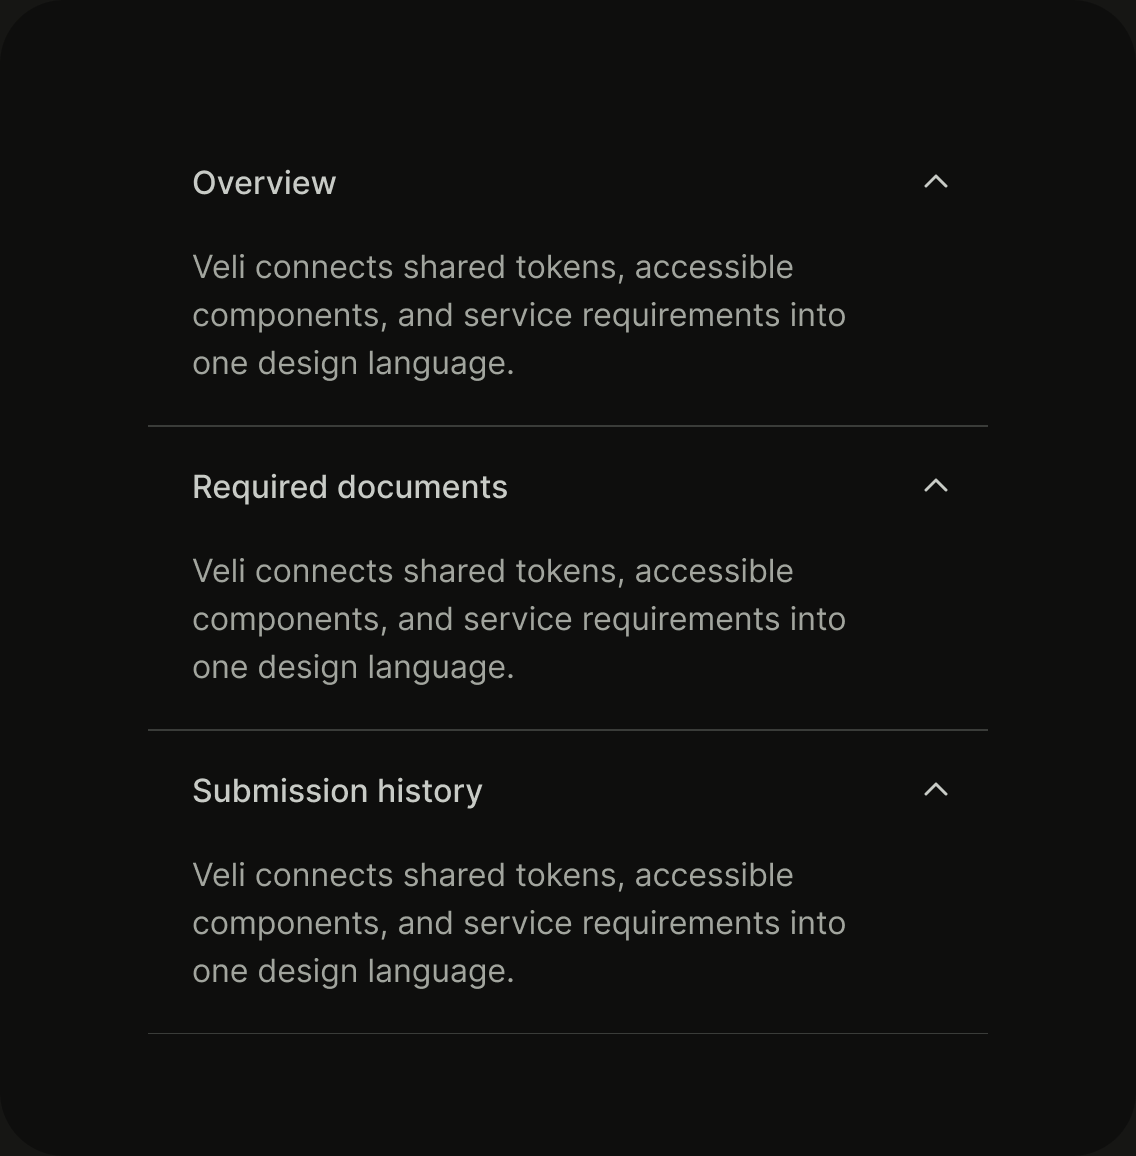 Overview
Veli connects shared tokens, accessible
components, and service requirements into
one design language.
Required documents
Veli connects shared tokens, accessible
components, and service requirements into
one design language.
Submission history
Veli connects shared tokens, accessible
components, and service requirements into
one design language.